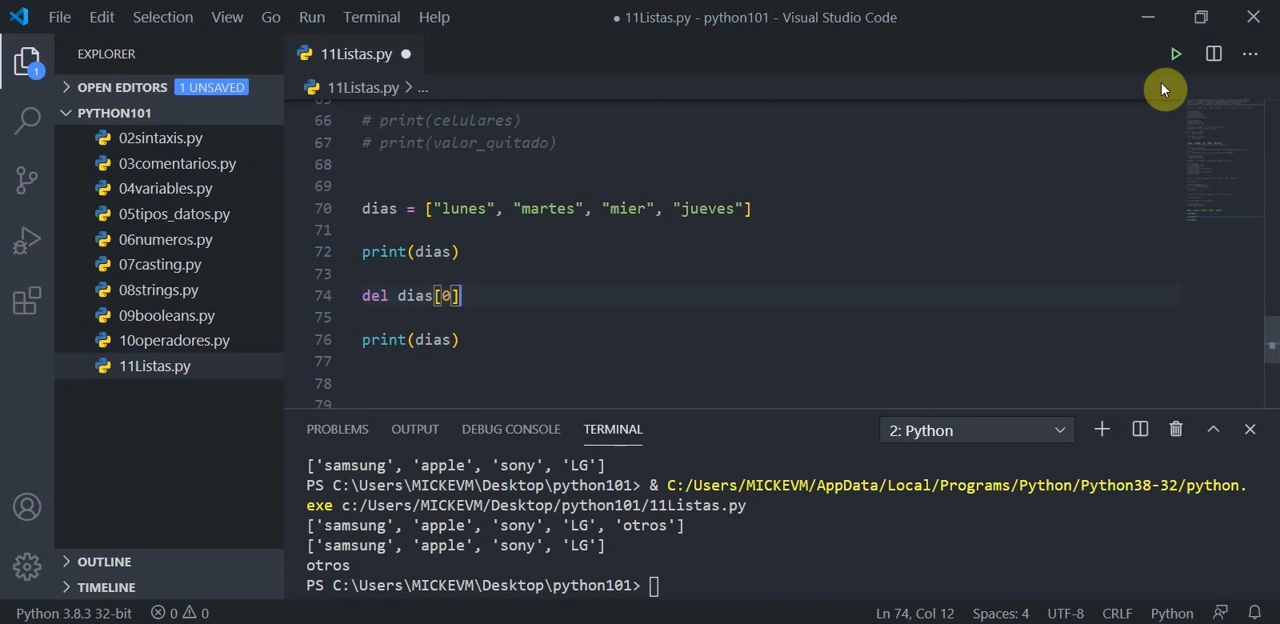 File Edit Selection View Go Run Terminal Help
● 11Listas.py - python101 - Visual Studio Code
EXPLORER
11Listas.py
1
OPEN EDITORS 1 UNSAVED
PYTHON101
02sintaxis.py
03comentarios.py
04variables.py
05tipos_datos.py
06numeros.py
07casting.py
08strings.py
09booleans.py
10operadores.py
11Listas.py
OUTLINE
TIMELINE
11Listas.py > ...
65
66 # print(celulares)
67 # print(valor_quitado)
68
69
70 dias = ["lunes", "martes", "mier", "jueves"]
71
72 print(dias)
73
74 del dias[0]
75
76 print(dias)
77
78
79
PROBLEMS OUTPUT DEBUG CONSOLE TERMINAL 2: Python
['samsung', 'apple', 'sony', 'LG']
PS C:\Users\MICKEVM\Desktop\python101> & C:/Users/MICKEVM/AppData/Local/Programs/Python/Python38-32/python.
exe c:/Users/MICKEVM/Desktop/python101/11Listas.py
['samsung', 'apple', 'sony', 'LG', 'otros']
['samsung', 'apple', 'sony', 'LG']
otros
PS C:\Users\MICKEVM\Desktop\python101>
Python 3.8.3 32-bit 0 0 Ln 74, Col 12 Spaces: 4 UTF-8 CRLF Python